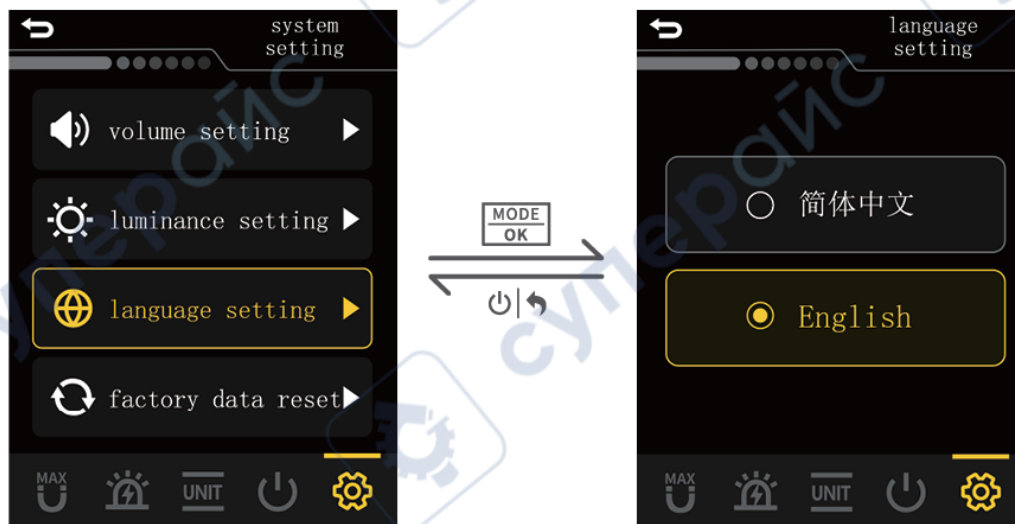 system
setting
volume setting
luminance setting
language setting
factory data reset
MAX
UNIT
MODE
OK
language
setting
简体中文
English
MAX
UNIT
суперайс
суперайс